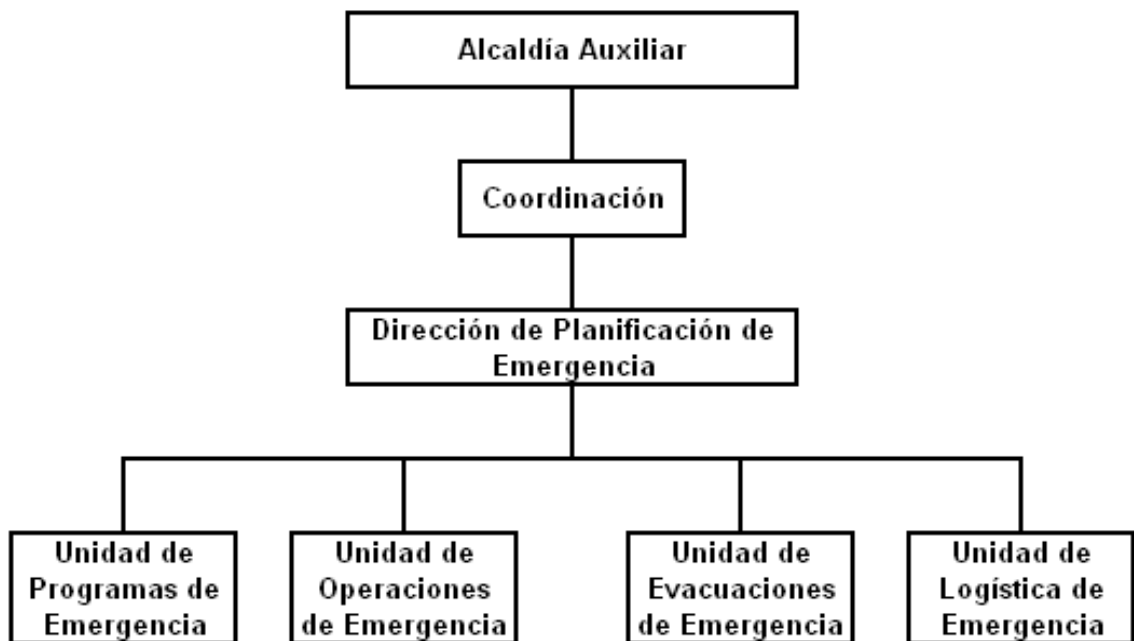 Alcaldía Auxiliar
Coordinación
Dirección de Planificación de
Emergencia
Unidad de
Programas de
Emergencia
Unidad de
Operaciones
de Emergencia
Unidad de
Evacuaciones
de Emergencia
Unidad de
Logística de
Emergencia